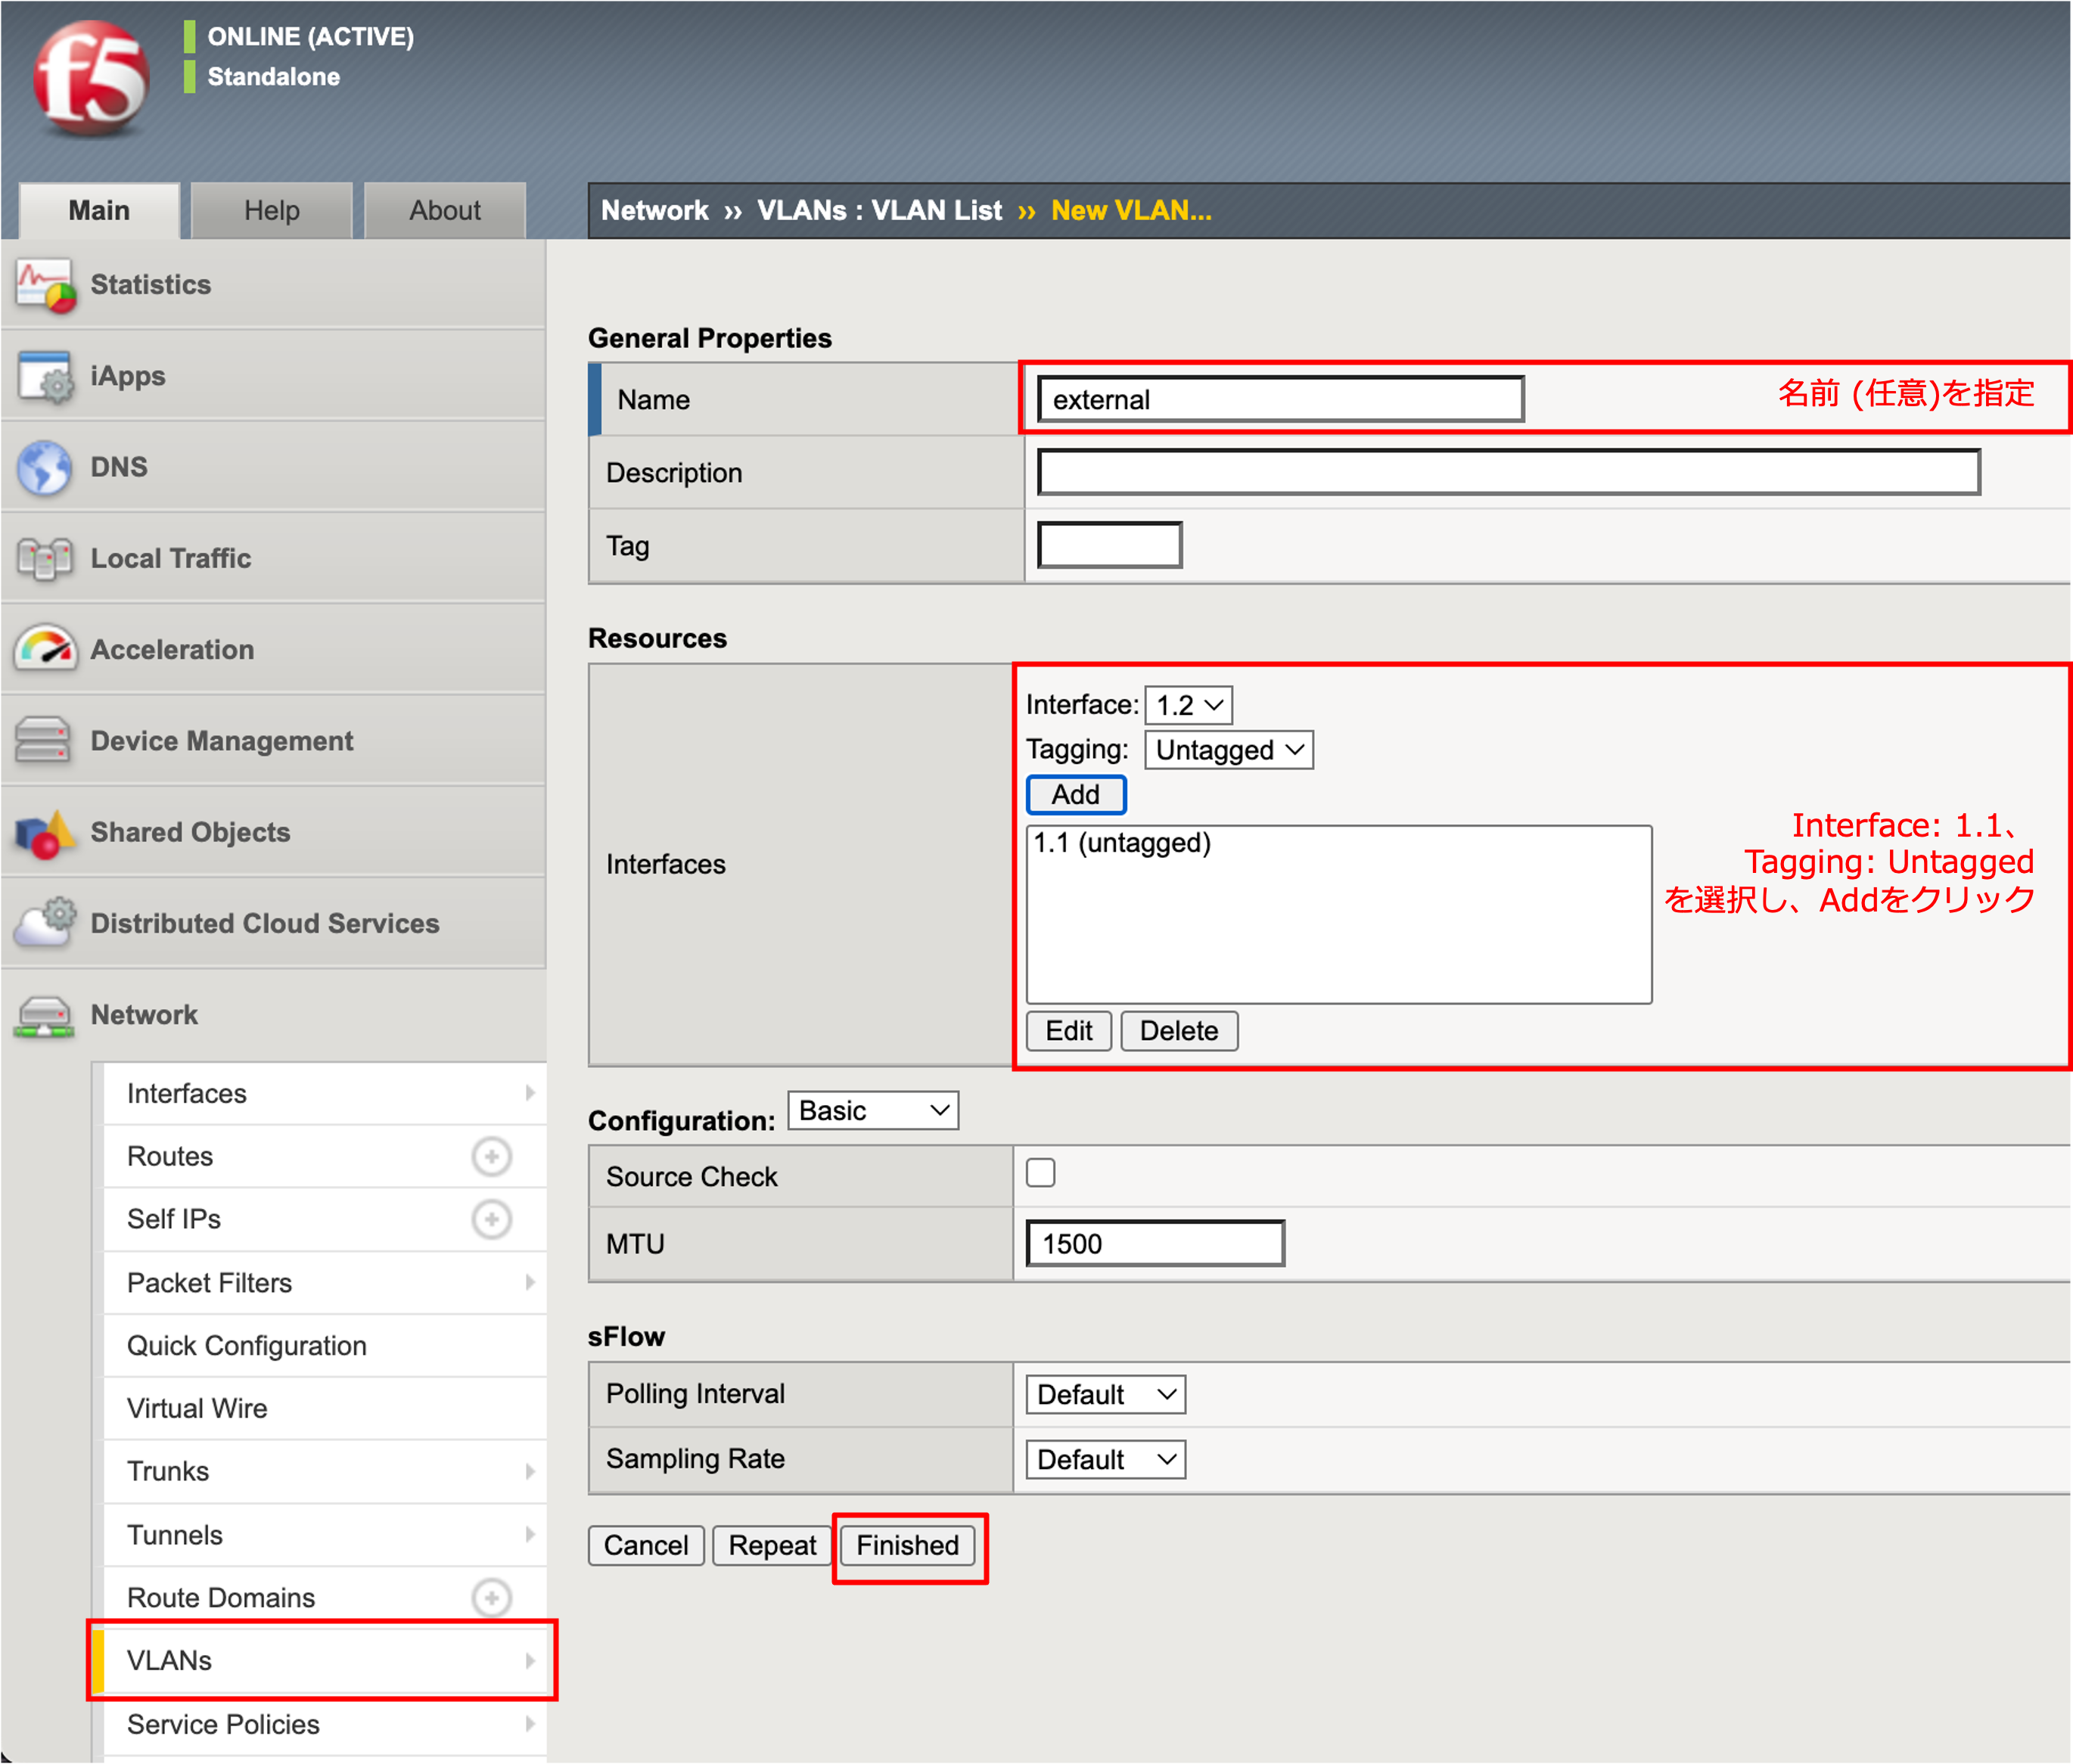 f5
ONLINE (ACTIVE)
Standalone
Main
Help
About
Network ›› VLANs : VLAN List ›› New VLAN...
Statistics
iApps
DNS
Local Traffic
Acceleration
Device Management
Shared Objects
Distributed Cloud Services
Network
Interfaces
Routes
Self IPs
Packet Filters
Quick Configuration
Virtual Wire
Trunks
Tunnels
Route Domains
VLANs
Service Policies
General Properties
Name
external
名前 (任意)を指定
Description
Tag
Resources
Interfaces
Interface: 1.2
Tagging: Untagged
Add
1.1 (untagged)
Interface: 1.1、
Tagging: Untagged
を選択し、Addをクリック
Edit
Delete
Configuration: Basic
Source Check
MTU
1500
sFlow
Polling Interval
Default
Sampling Rate
Default
Cancel
Repeat
Finished